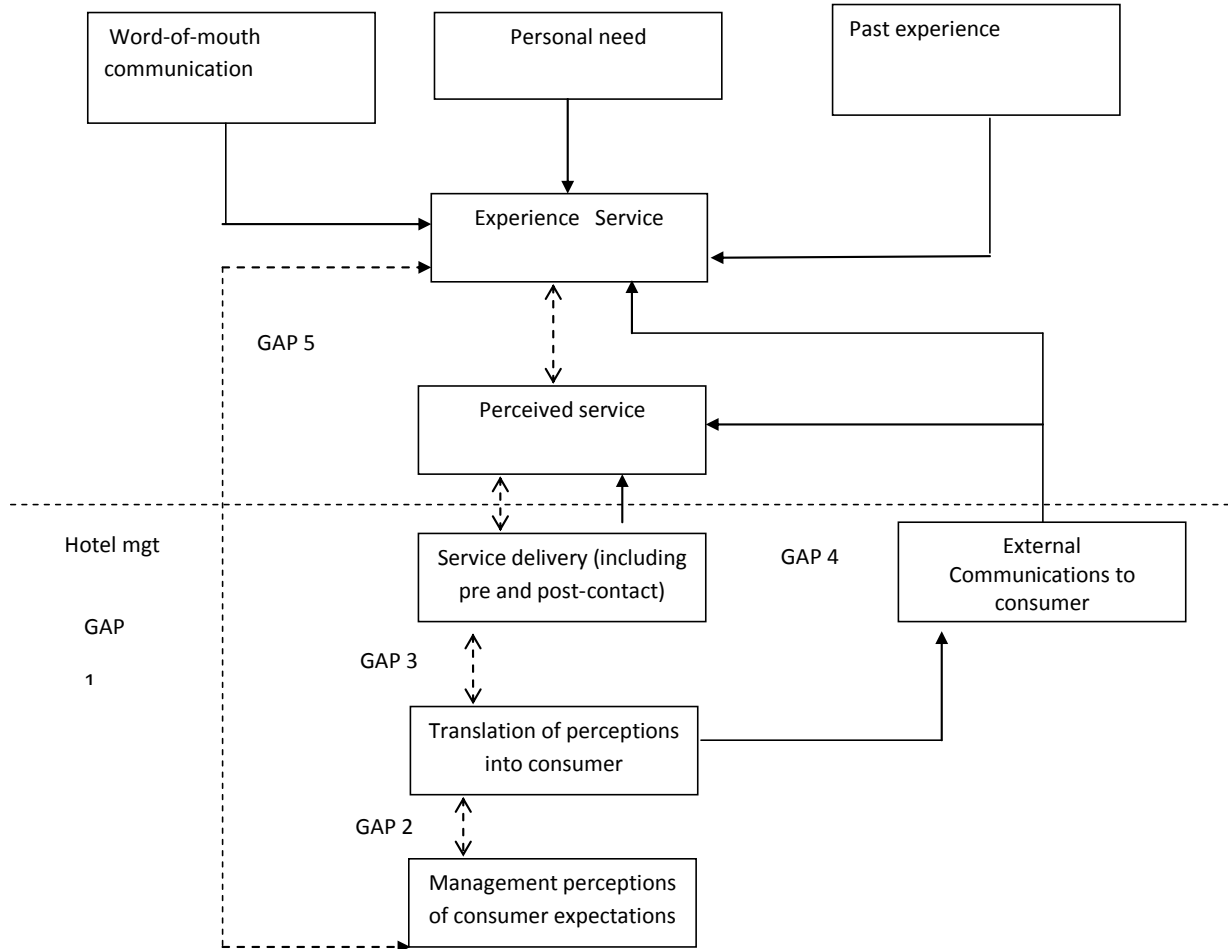 Word-of-mouth
communication
Personal need
Past experience
Experience Service
GAP 5
Perceived service
Hotel mgt
GAP
1
Service delivery (including
pre and post-contact)
GAP 4
External
Communications to
consumer
GAP 3
Translation of perceptions
into consumer
GAP 2
Management perceptions
of consumer expectations